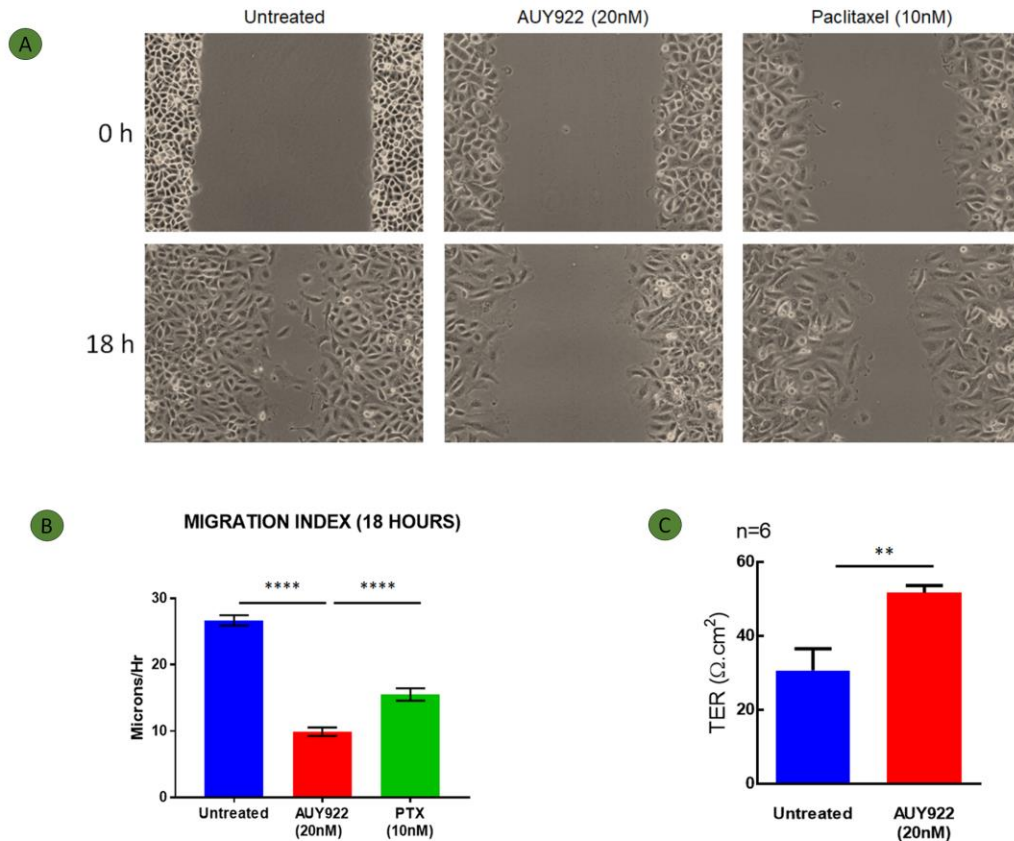 Untreated AUY922 (20nM) Paclitaxel (10nM)
A
0 h
18 h
B
MIGRATION INDEX (18 HOURS)
**** ****
30
20
10
0
Microns/Hr
Untreated AUY922 PTX
(20nM) (10nM)
C
n=6
**
60
40
20
0
TER (Ω.cm²)
Untreated AUY922
(20nM)